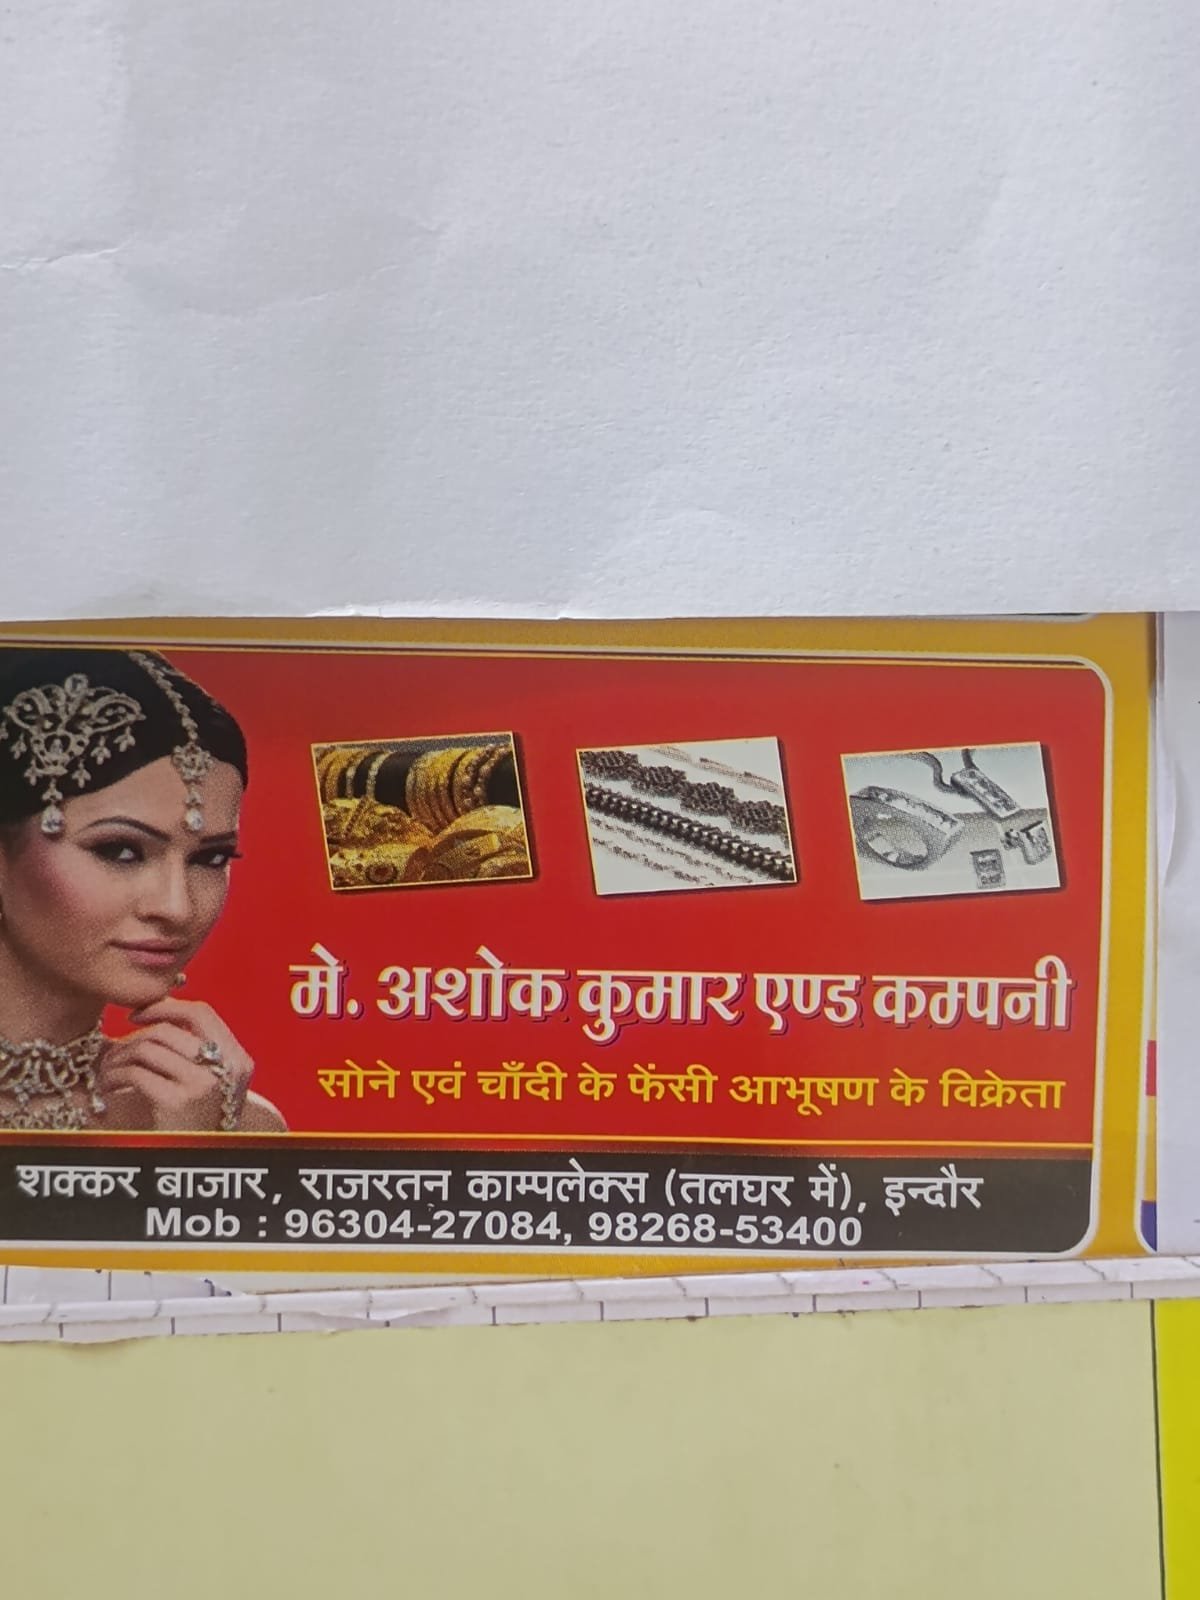 मे. अशोक कुमार एण्ड कम्पनी
सोने एवं चाँदी के फेंसी आभूषण के विक्रेता
शक्कर बाजार, राजरतन काम्पलेक्स (तलघर में), इन्दौर
Mob : 96304-27084, 98268-53400